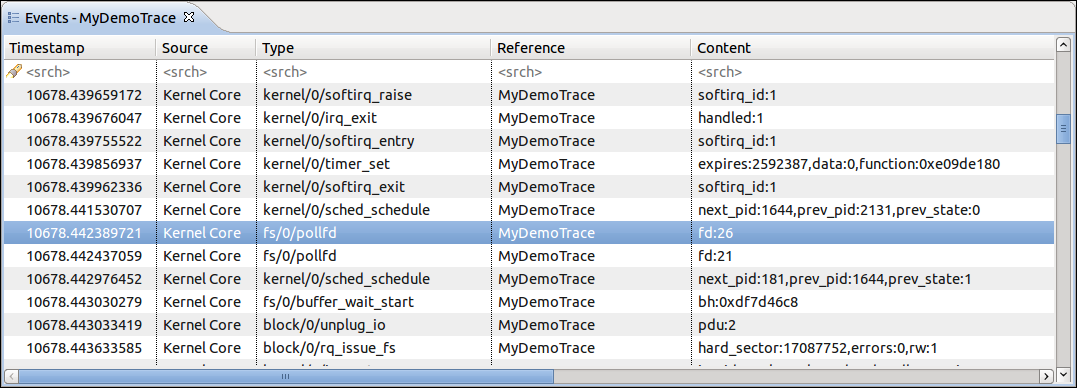 Events - MyDemoTrace
Timestamp Source Type Reference Content
<srch> <srch> <srch> <srch> <srch>
10678.439659172 Kernel Core kernel/0/softirq_raise MyDemoTrace softirq_id:1
10678.439676047 Kernel Core kernel/0/irq_exit MyDemoTrace handled:1
10678.439755522 Kernel Core kernel/0/softirq_entry MyDemoTrace softirq_id:1
10678.439856937 Kernel Core kernel/0/timer_set MyDemoTrace expires:2592387,data:0,function:0xe09de180
10678.439962336 Kernel Core kernel/0/softirq_exit MyDemoTrace softirq_id:1
10678.441530707 Kernel Core kernel/0/sched_schedule MyDemoTrace next_pid:1644,prev_pid:2131,prev_state:0
10678.442389721 Kernel Core fs/0/pollfd MyDemoTrace fd:26
10678.442437059 Kernel Core fs/0/pollfd MyDemoTrace fd:21
10678.442976452 Kernel Core kernel/0/sched_schedule MyDemoTrace next_pid:181,prev_pid:1644,prev_state:1
10678.443030279 Kernel Core fs/0/buffer_wait_start MyDemoTrace bh:0xdf7d46c8
10678.443033419 Kernel Core block/0/unplug_io MyDemoTrace pdu:2
10678.443633585 Kernel Core block/0/rq_issue_fs MyDemoTrace hard_sector:17087752,errors:0,rw:1